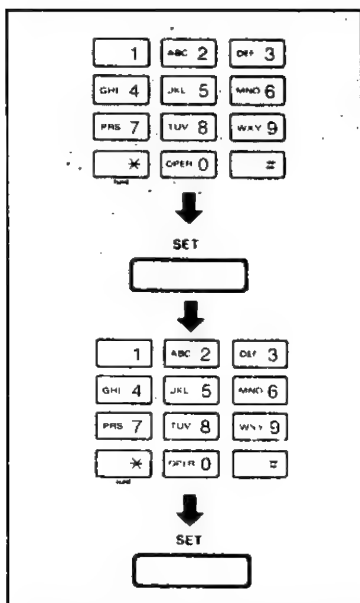 1 ABC 2 DEF 3
GHI 4 JKL 5 MNO 6
PRS 7 TUV 8 WXY 9
* OPER 0 #
SET
1 ABC 2 DEF 3
GHI 4 JKL 5 MNO 6
PRS 7 TUV 8 WXY 9
* OPER 0 #
SET